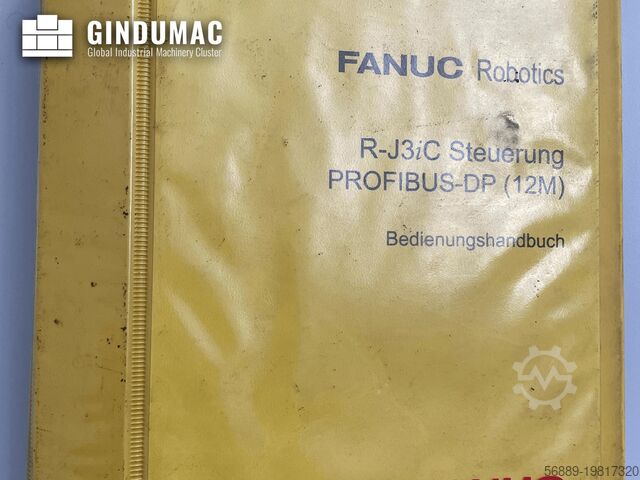 GINDUMAC
Global Industrial Machinery Cluster
FANUC Robotics
R-J3iC Steuerung
PROFIBUS-DP (12M)
Bedienungshandbuch
56889-19817320